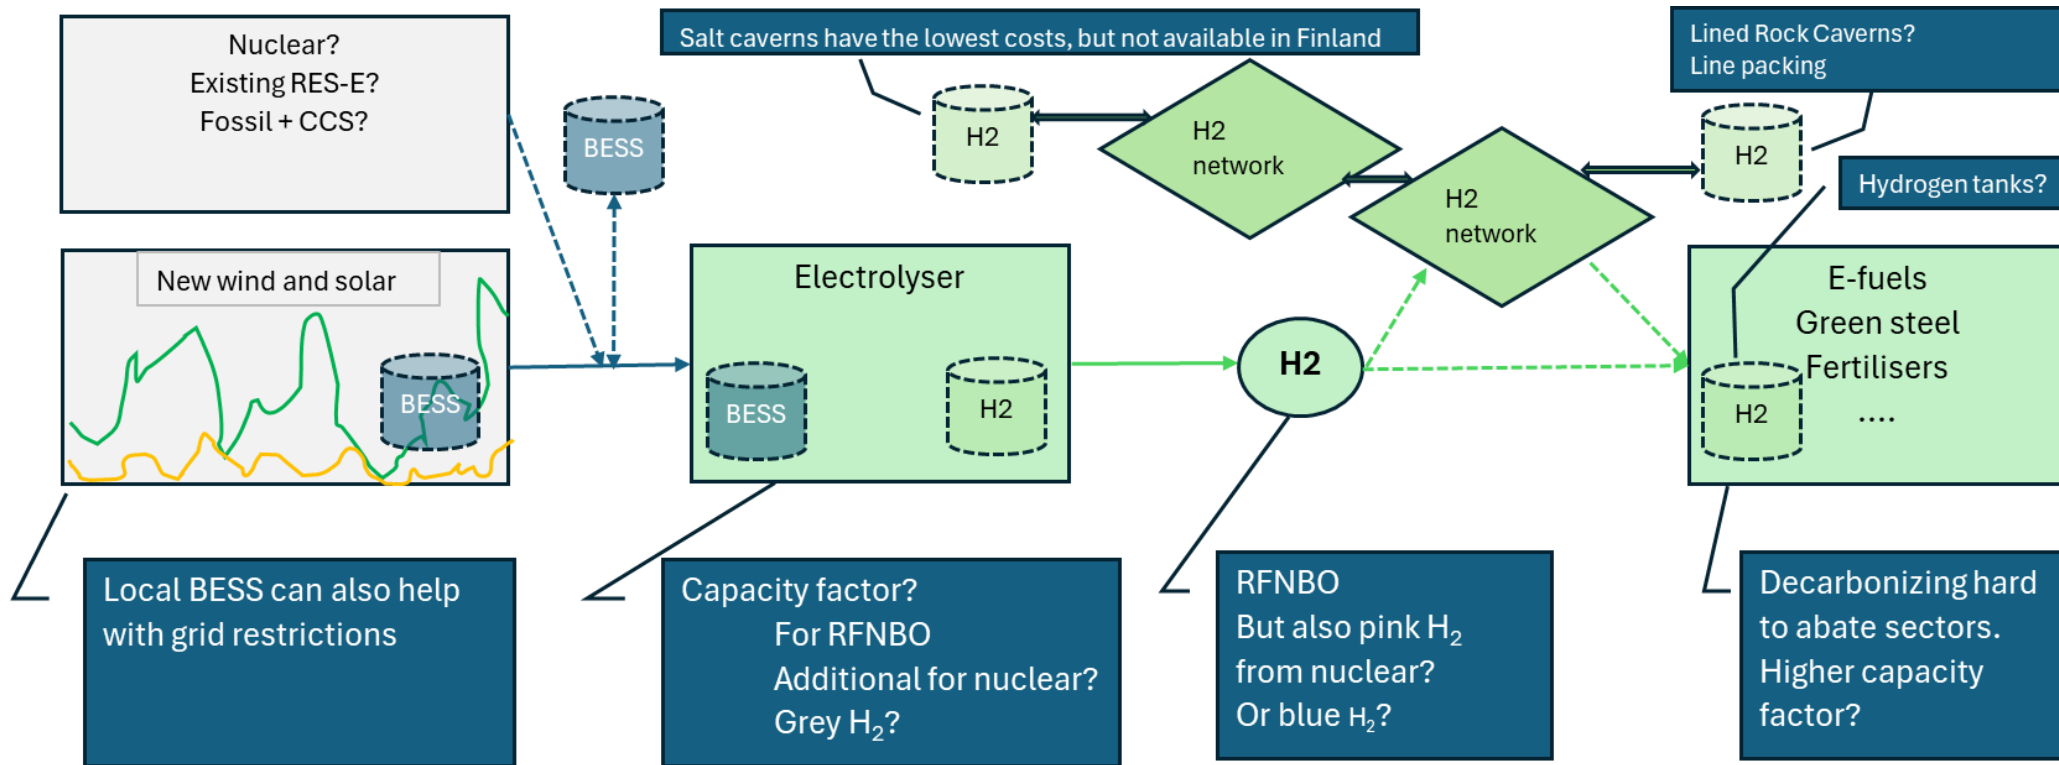 Nuclear?
Existing RES-E?
Fossil + CCS?
BESS
Salt caverns have the lowest costs, but not available in Finland
H2
H2
network
H2
network
Lined Rock Caverns?
Line packing
H2
Hydrogen tanks?
New wind and solar
BESS
Electrolyser
BESS
H2
H2
E-fuels
Green steel
Fertilisers
....
H2
Local BESS can also help
with grid restrictions
Capacity factor?
For RFNBO
Additional for nuclear?
Grey H₂?
RFNBO
But also pink H₂
from nuclear?
Or blue H₂?
Decarbonizing hard
to abate sectors.
Higher capacity
factor?